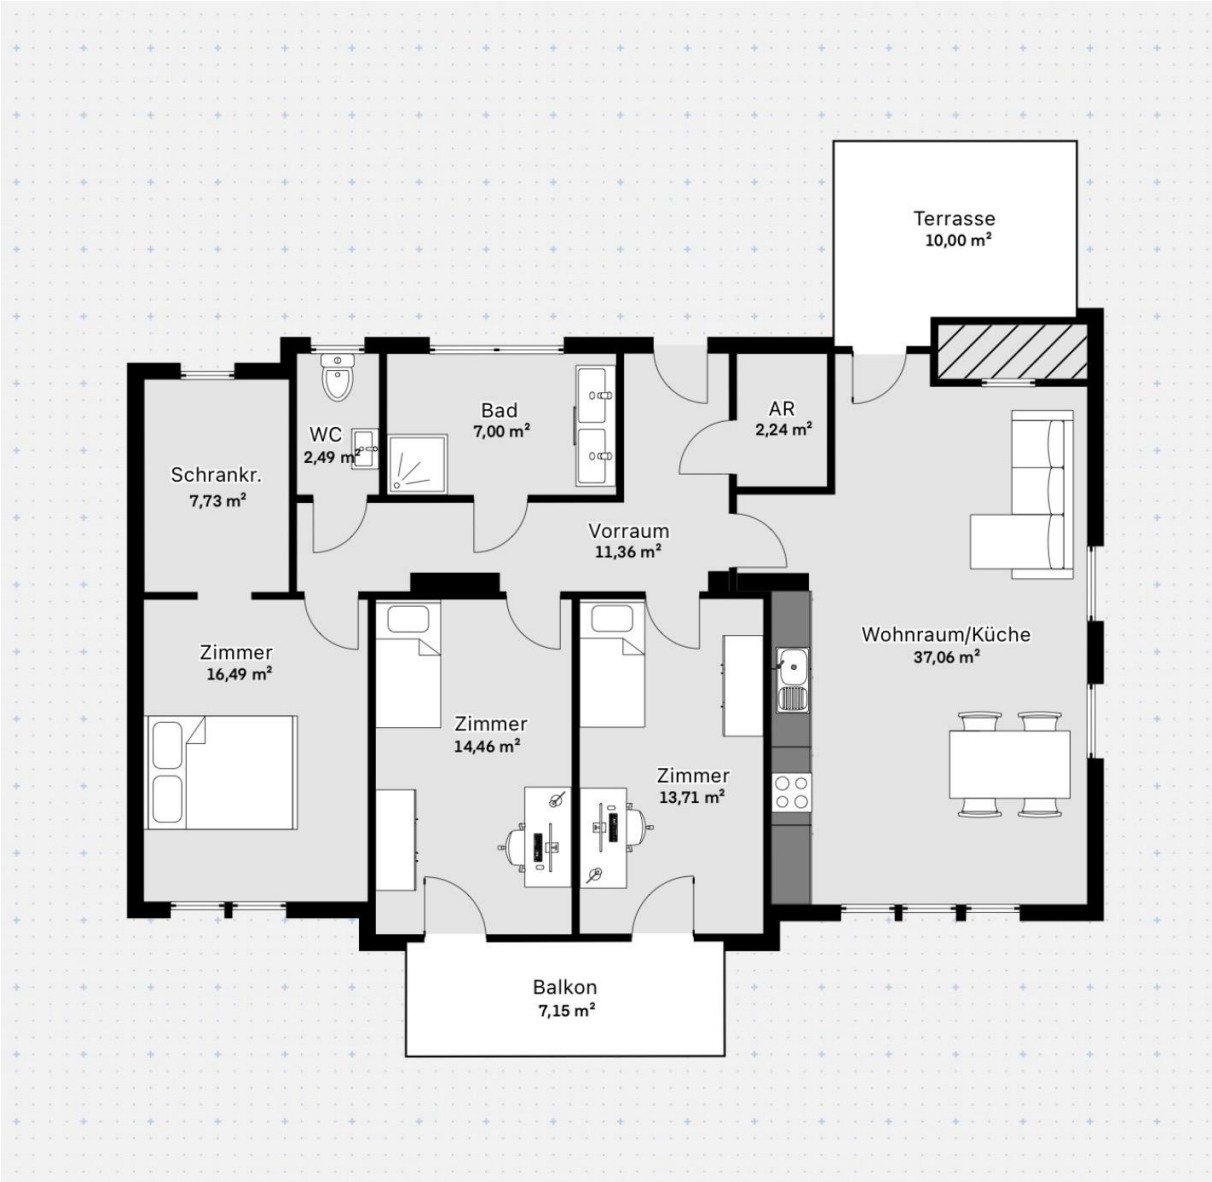 Terrasse
10,00 m²
Bad
7,00 m²
AR
2,24 m²
WC
2,49 m²
Schrankr.
7,73 m²
Vorraum
11,36 m²
Wohnraum/Küche
37,06 m²
Zimmer
16,49 m²
Zimmer
14,46 m²
Zimmer
13,71 m²
Balkon
7,15 m²